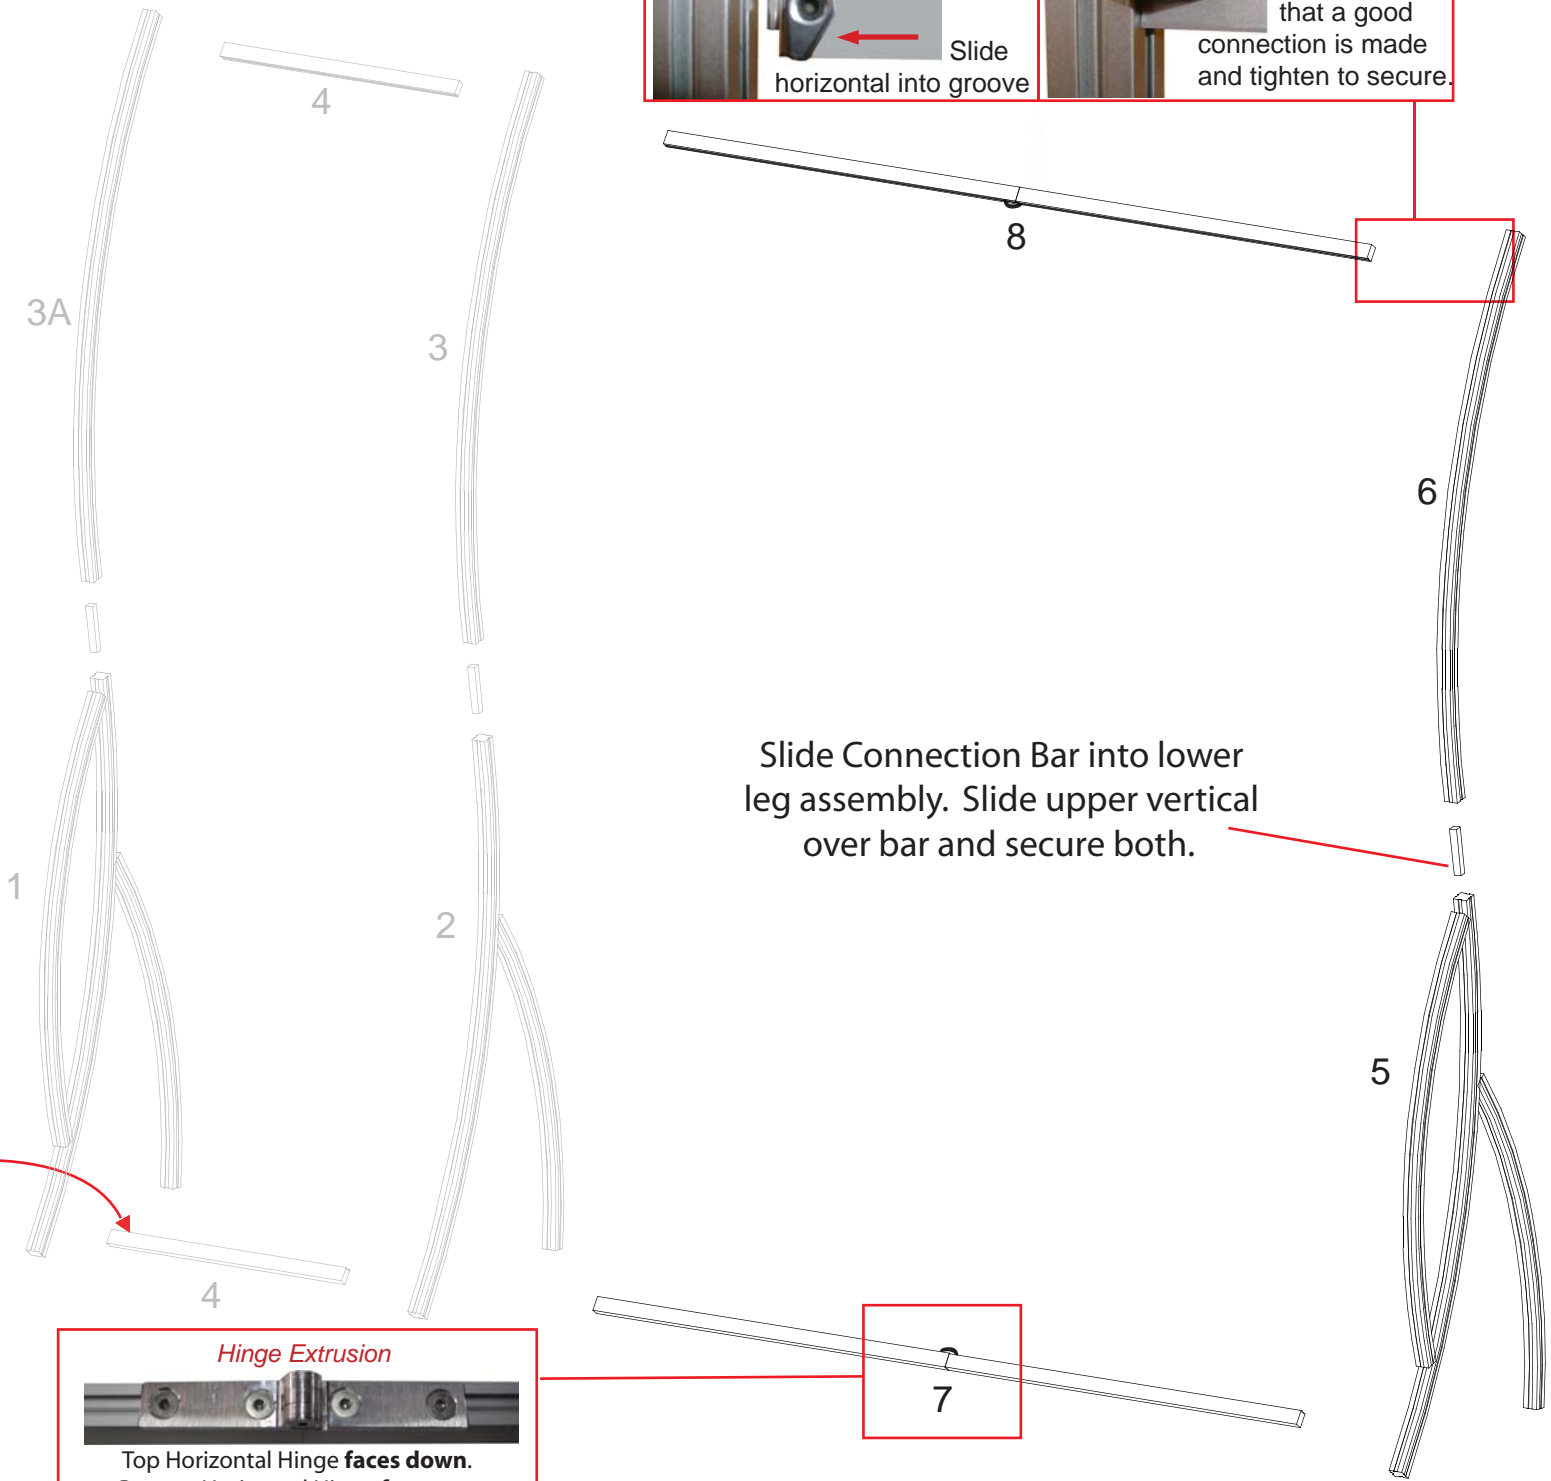 that a good
connection is made
and tighten to secure.
Slide
horizontal into groove
4
8
3A
3
6
Slide Connection Bar into lower
leg assembly. Slide upper vertical
over bar and secure both.
1
2
5
4
7
Hinge Extrusion
Top Horizontal Hinge faces down.